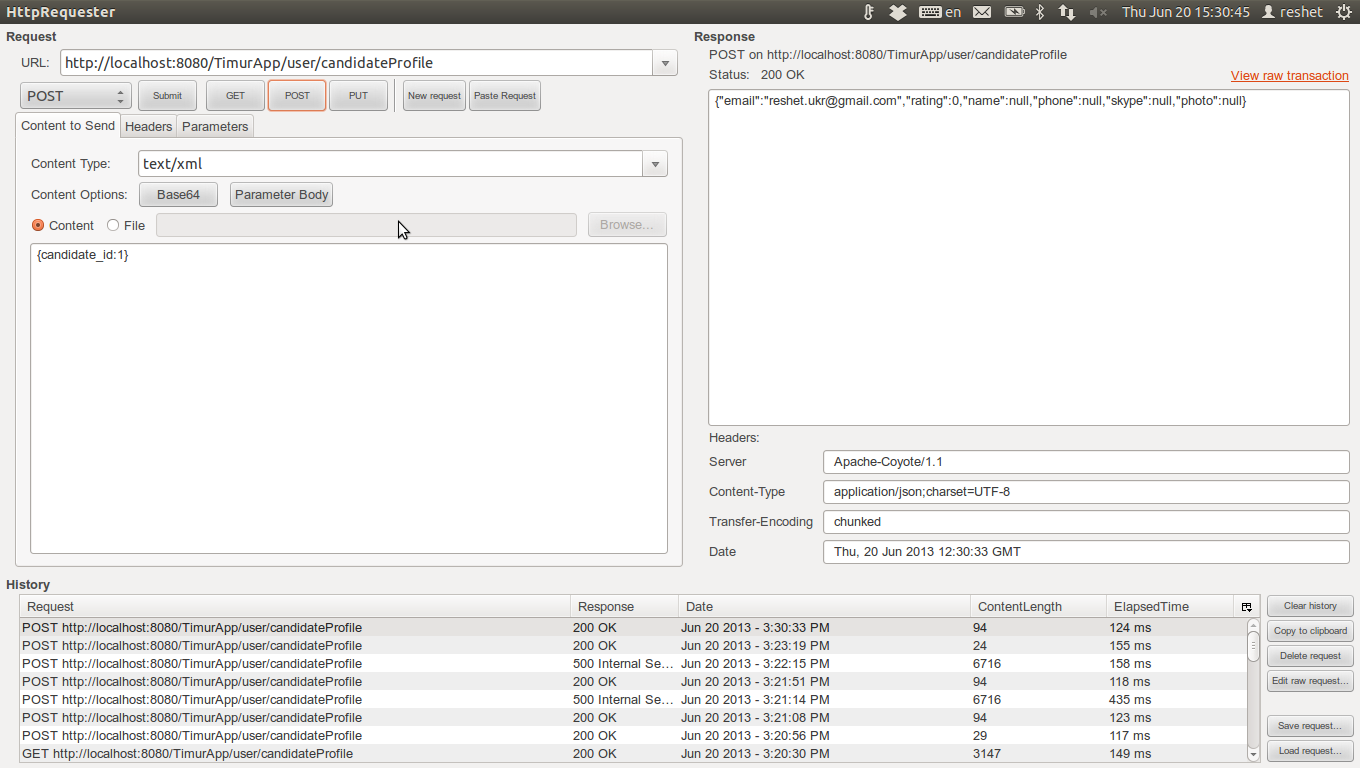 HttpRequester en Thu Jun 20 15:30:45 reshet
Request
URL: http://localhost:8080/TimurApp/user/candidateProfile
POST Submit GET POST PUT New request Paste Request
Content to Send Headers Parameters
Content Type: text/xml
Content Options: Base64 Parameter Body
Content File Browse...
{candidate_id:1}
Response
POST on http://localhost:8080/TimurApp/user/candidateProfile
Status: 200 OK View raw transaction
{"email":"reshet.ukr@gmail.com","rating":0,"name":null,"phone":null,"skype":null,"photo":null}
Headers:
Server Apache-Coyote/1.1
Content-Type application/json;charset=UTF-8
Transfer-Encoding chunked
Date Thu, 20 Jun 2013 12:30:33 GMT
History
Request Response Date ContentLength ElapsedTime
POST http://localhost:8080/TimurApp/user/candidateProfile 200 OK Jun 20 2013 - 3:30:33 PM 94 124 ms
POST http://localhost:8080/TimurApp/user/candidateProfile 200 OK Jun 20 2013 - 3:23:19 PM 24 155 ms
POST http://localhost:8080/TimurApp/user/candidateProfile 500 Internal Se... Jun 20 2013 - 3:22:15 PM 6716 158 ms
POST http://localhost:8080/TimurApp/user/candidateProfile 200 OK Jun 20 2013 - 3:21:51 PM 94 118 ms
POST http://localhost:8080/TimurApp/user/candidateProfile 500 Internal Se... Jun 20 2013 - 3:21:14 PM 6716 435 ms
POST http://localhost:8080/TimurApp/user/candidateProfile 200 OK Jun 20 2013 - 3:21:08 PM 94 123 ms
POST http://localhost:8080/TimurApp/user/candidateProfile 200 OK Jun 20 2013 - 3:20:56 PM 29 117 ms
GET http://localhost:8080/TimurApp/user/candidateProfile 200 OK Jun 20 2013 - 3:20:30 PM 3147 149 ms
Clear history
Copy to clipboard
Delete request
Edit raw request...
Save request...
Load request...